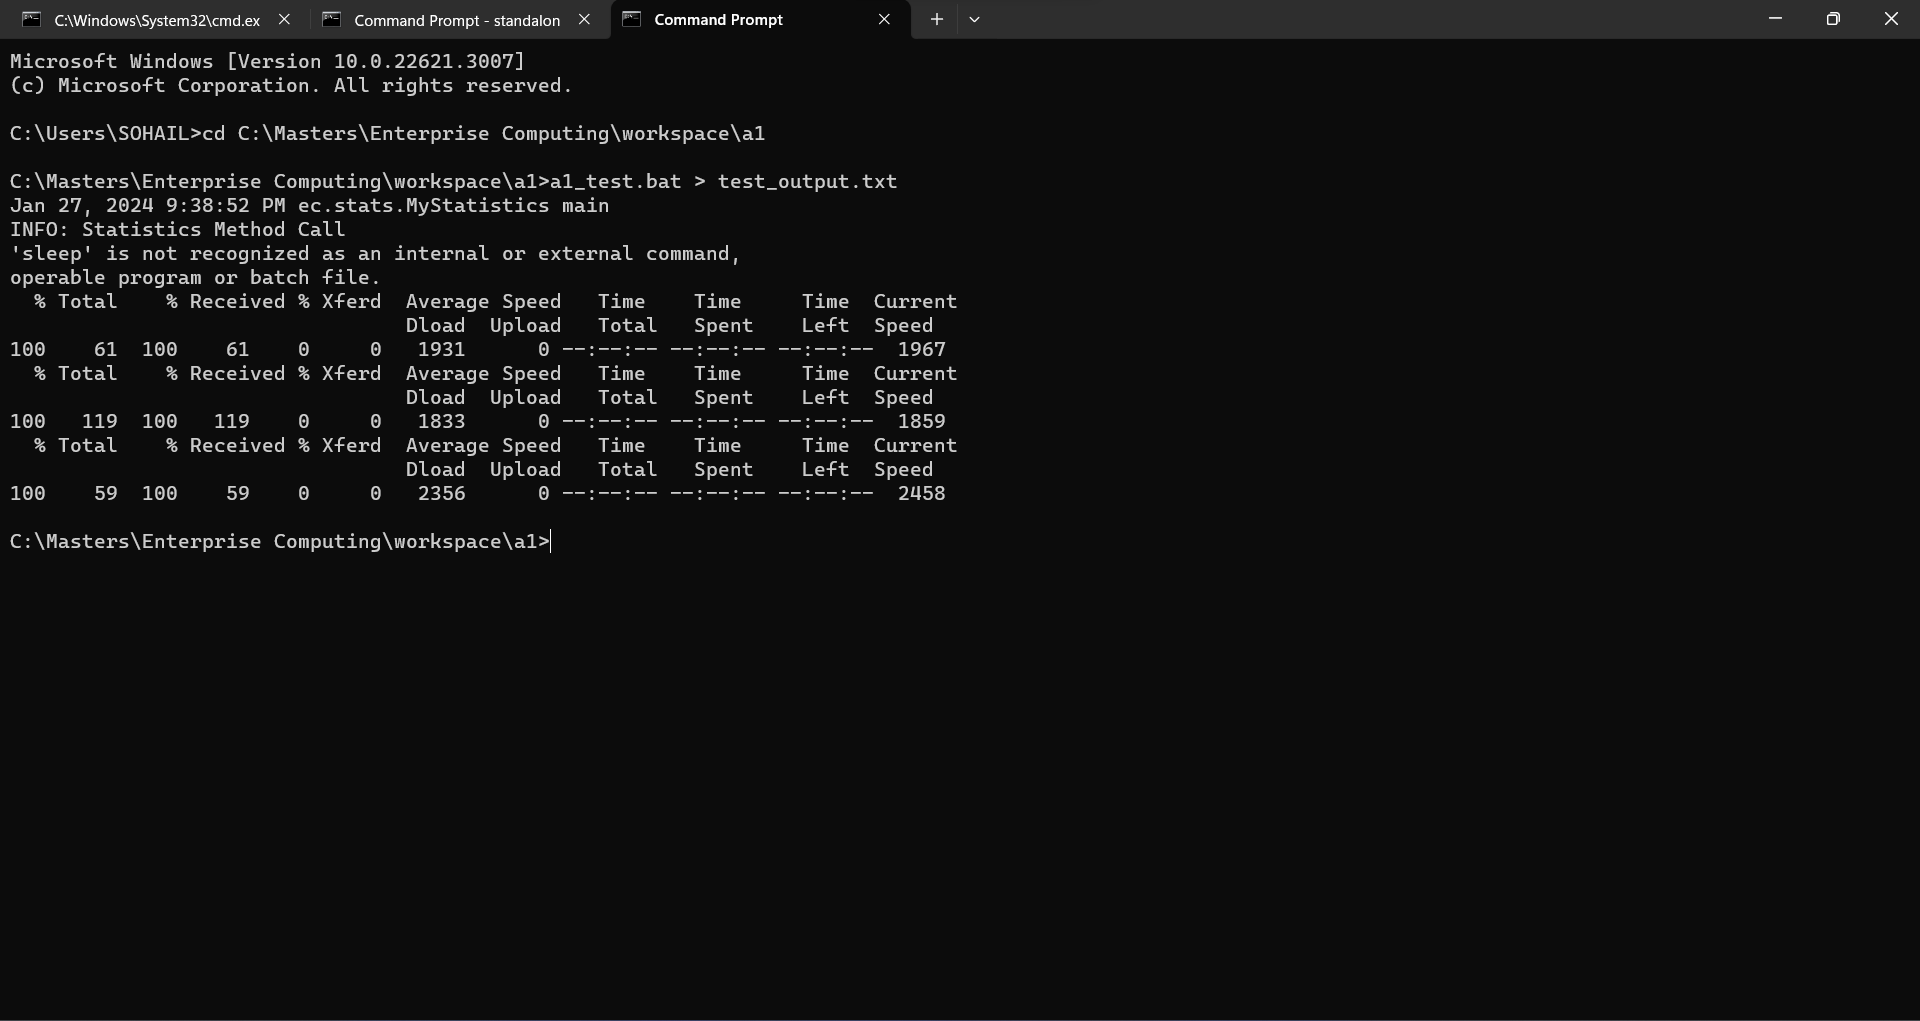 C:\Windows\System32\cmd.ex
Command Prompt - standalon
Command Prompt
Microsoft Windows [Version 10.0.22621.3007]
(c) Microsoft Corporation. All rights reserved.
C:\Users\SOHAIL>cd C:\Masters\Enterprise Computing\workspace\a1
C:\Masters\Enterprise Computing\workspace\a1>a1_test.bat > test_output.txt
Jan 27, 2024 9:38:52 PM ec.stats.MyStatistics main
INFO: Statistics Method Call
'sleep' is not recognized as an internal or external command,
operable program or batch file.
  % Total    % Received % Xferd  Average Speed   Time    Time     Time  Current
                                 Dload  Upload   Total   Spent    Left  Speed
100    61  100    61    0     0   1931      0 --:--:-- --:--:-- --:--:--  1967
  % Total    % Received % Xferd  Average Speed   Time    Time     Time  Current
                                 Dload  Upload   Total   Spent    Left  Speed
100   119  100   119    0     0   1833      0 --:--:-- --:--:-- --:--:--  1859
  % Total    % Received % Xferd  Average Speed   Time    Time     Time  Current
                                 Dload  Upload   Total   Spent    Left  Speed
100    59  100    59    0     0   2356      0 --:--:-- --:--:-- --:--:--  2458
C:\Masters\Enterprise Computing\workspace\a1>